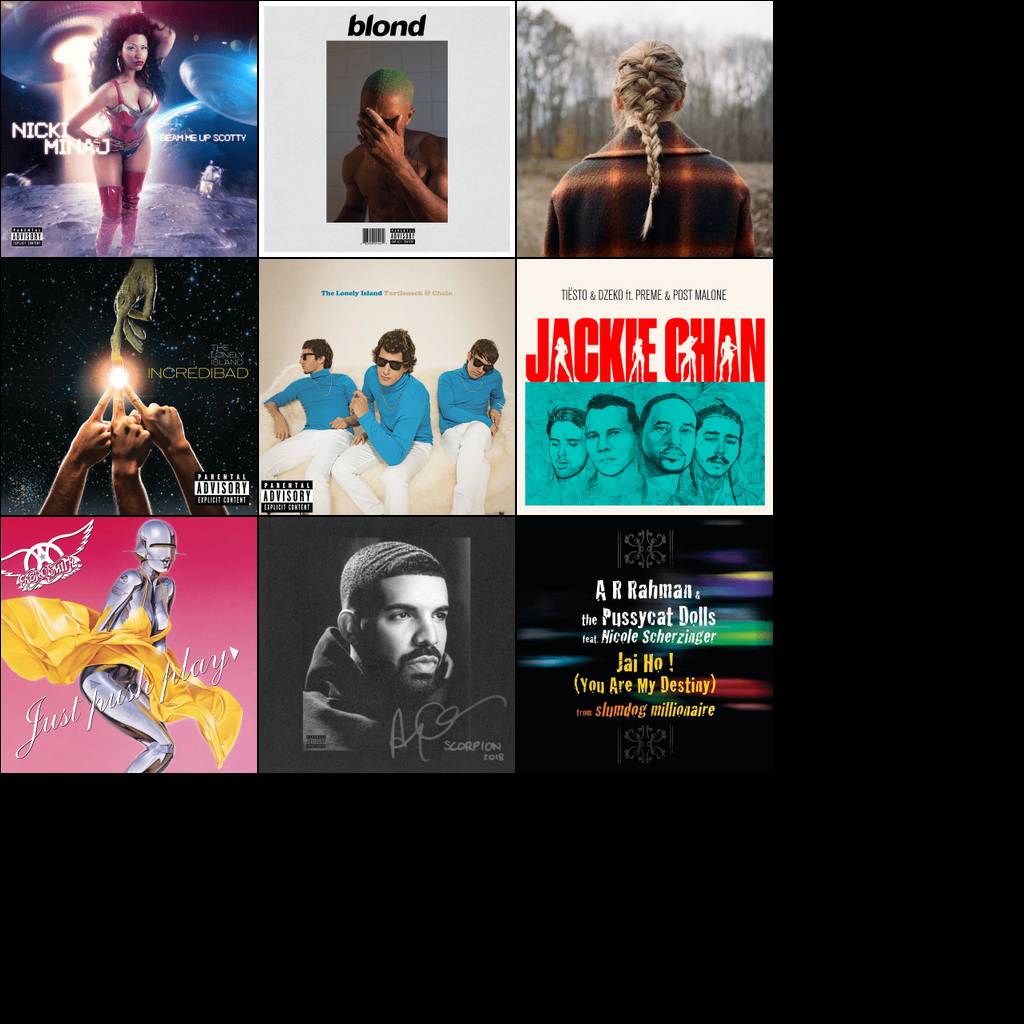 NICKI
MINAJ
BEAM ME UP SCOTTY
PARENTAL
ADVISORY
EXPLICIT CONTENT
blond
PARENTAL
ADVISORY
EXPLICIT CONTENT
THE
LONELY
ISLAND
INCREDIBAD
PARENTAL
ADVISORY
EXPLICIT CONTENT
The Lonely Island Turtleneck & Chain
PARENTAL
ADVISORY
EXPLICIT CONTENT
TIËSTO & DZEKO ft. PREME & POST MALONE
JACKIE CHAN
AEROSMITH
Just push play
PARENTAL
ADVISORY
EXPLICIT CONTENT
SCORPION
2018
A R Rahman &
the Pussycat Dolls
feat. Nicole Scherzinger
Jai Ho !
(You Are My Destiny)
from slumdog millionaire